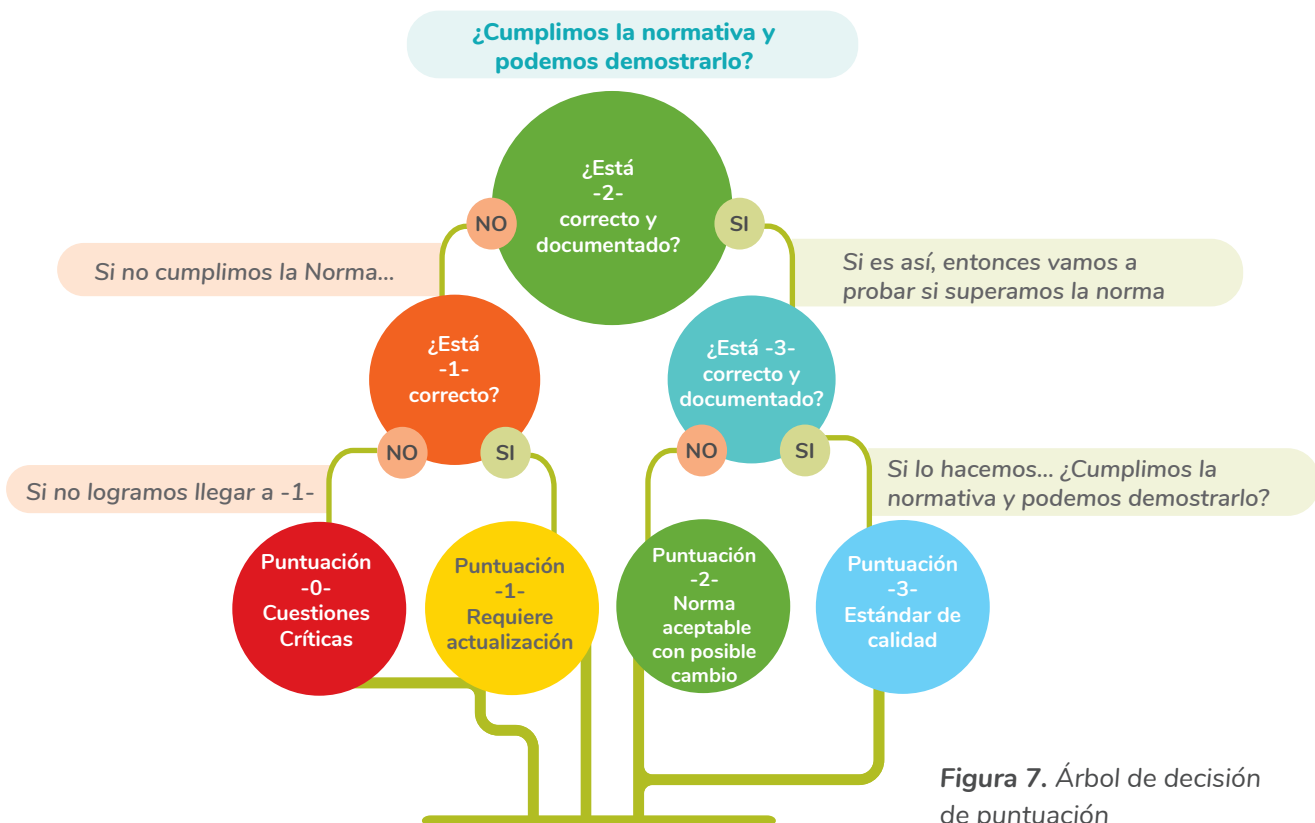 ¿Cumplimos la normativa y
podemos demostrarlo?
¿Está
-2-
correcto y
documentado?
NO
SI
Si no cumplimos la Norma...
Si es así, entonces vamos a
probar si superamos la norma
¿Está
-1-
correcto?
¿Está -3-
correcto y
documentado?
NO
SI
NO
SI
Si no logramos llegar a -1-
Si lo hacemos... ¿Cumplimos la
normativa y podemos demostrarlo?
Puntuación
-0-
Cuestiones
Críticas
Puntuación
-1-
Requiere
actualización
Puntuación
-2-
Norma
aceptable
con posible
cambio
Puntuación
-3-
Estándar de
calidad
Figura 7. Árbol de decisión
de puntuación